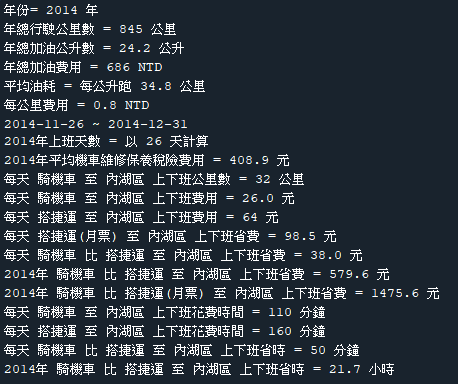 年份= 2014 年
年總行駛公里數 = 845 公里
年總加油公升數 = 24.2 公升
年總加油費用 = 686 NTD
平均油耗 = 每公升跑 34.8 公里
每公里費用 = 0.8 NTD
2014-11-26 ~ 2014-12-31
2014年上班天數 = 以 26 天計算
2014年平均機車維修保養稅險費用 = 408.9 元
每天 騎機車 至 內湖區 上下班公里數 = 32 公里
每天 騎機車 至 內湖區 上下班費用 = 26.0 元
每天 搭捷運 至 內湖區 上下班費用 = 64 元
每天 搭捷運(月票) 至 內湖區 上下班省費 = 98.5 元
每天 騎機車 比 搭捷運 至 內湖區 上下班省費 = 38.0 元
2014年 騎機車 比 搭捷運 至 內湖區 上下班省費 = 579.6 元
2014年 騎機車 比 搭捷運(月票) 至 內湖區 上下班省費 = 1475.6 元
每天 騎機車 至 內湖區 上下班花費時間 = 110 分鐘
每天 搭捷運 至 內湖區 上下班花費時間 = 160 分鐘
每天 騎機車 比 搭捷運 至 內湖區 上下班省時 = 50 分鐘
2014年 騎機車 比 搭捷運 至 內湖區 上下班省時 = 21.7 小時